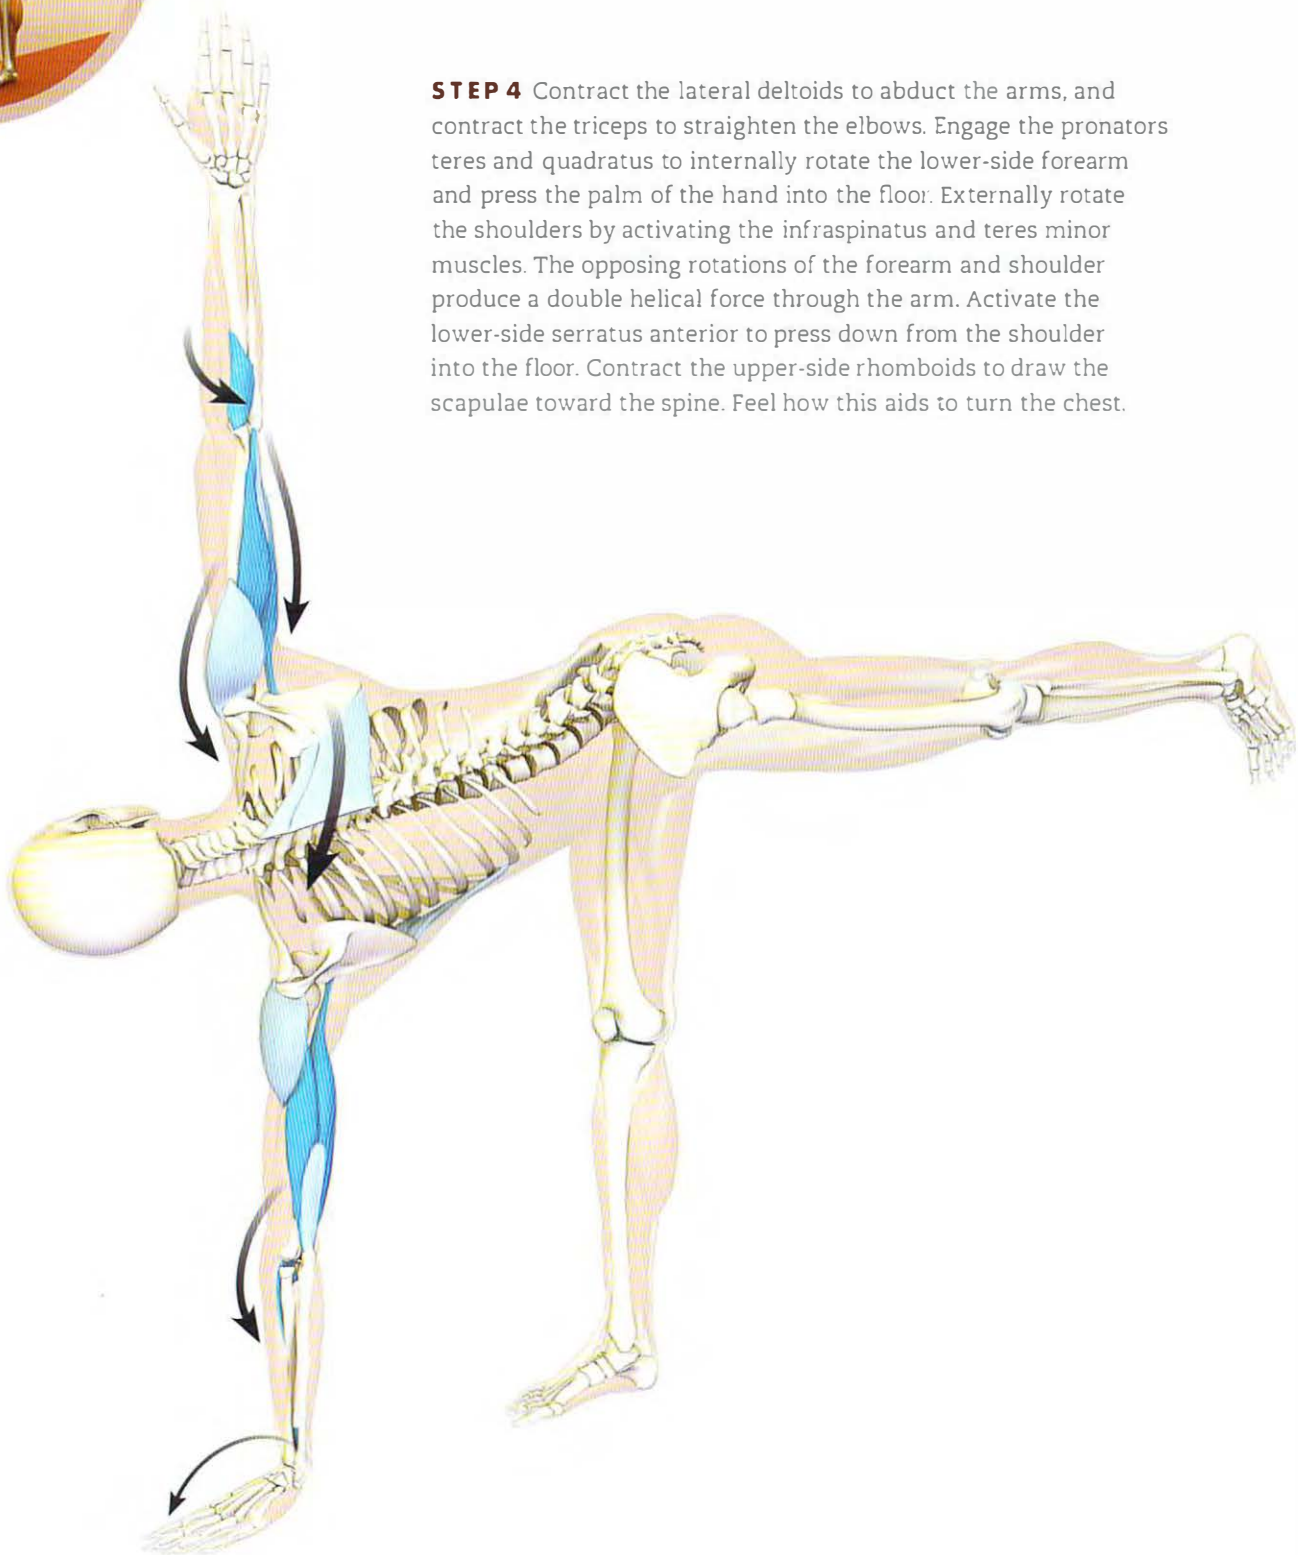 STEP 4 Contract the lateral deltoids to abduct the arms, and
contract the triceps to straighten the elbows. Engage the pronators
teres and quadratus to internally rotate the lower-side forearm
and press the palm of the hand into the floor. Externally rotate
the shoulders by activating the infraspinatus and teres minor
muscles. The opposing rotations of the forearm and shoulder
produce a double helical force through the arm. Activate the
lower-side serratus anterior to press down from the shoulder
into the floor. Contract the upper-side rhomboids to draw the
scapulae toward the spine. Feel how this aids to turn the chest.